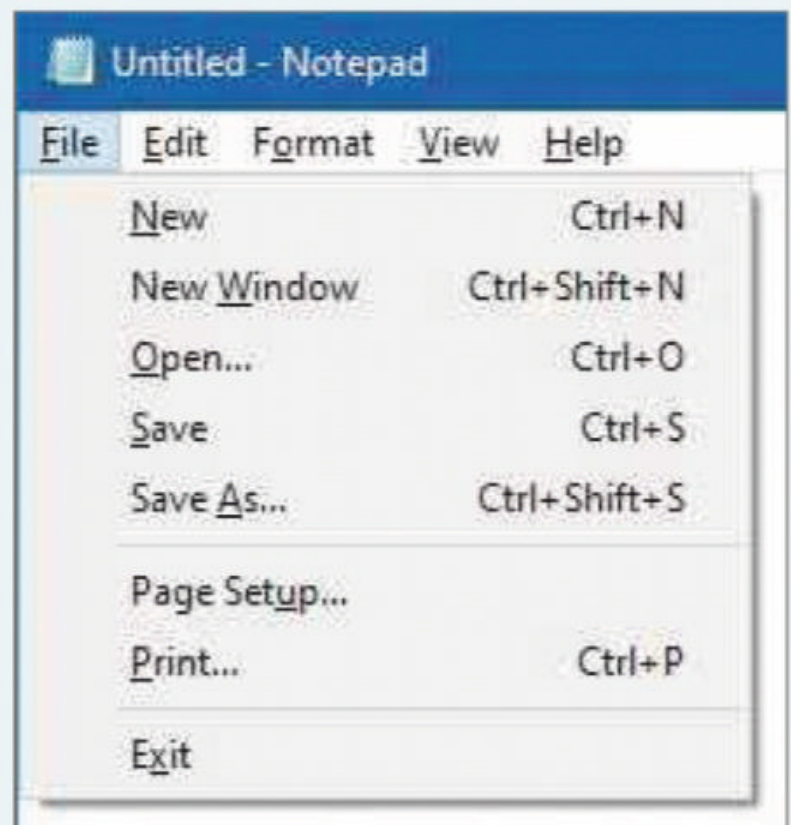 Untitled - Notepad
File Edit Format View Help
New Ctrl+N
New Window Ctrl+Shift+N
Open... Ctrl+O
Save Ctrl+S
Save As... Ctrl+Shift+S
Page Setup...
Print... Ctrl+P
Exit